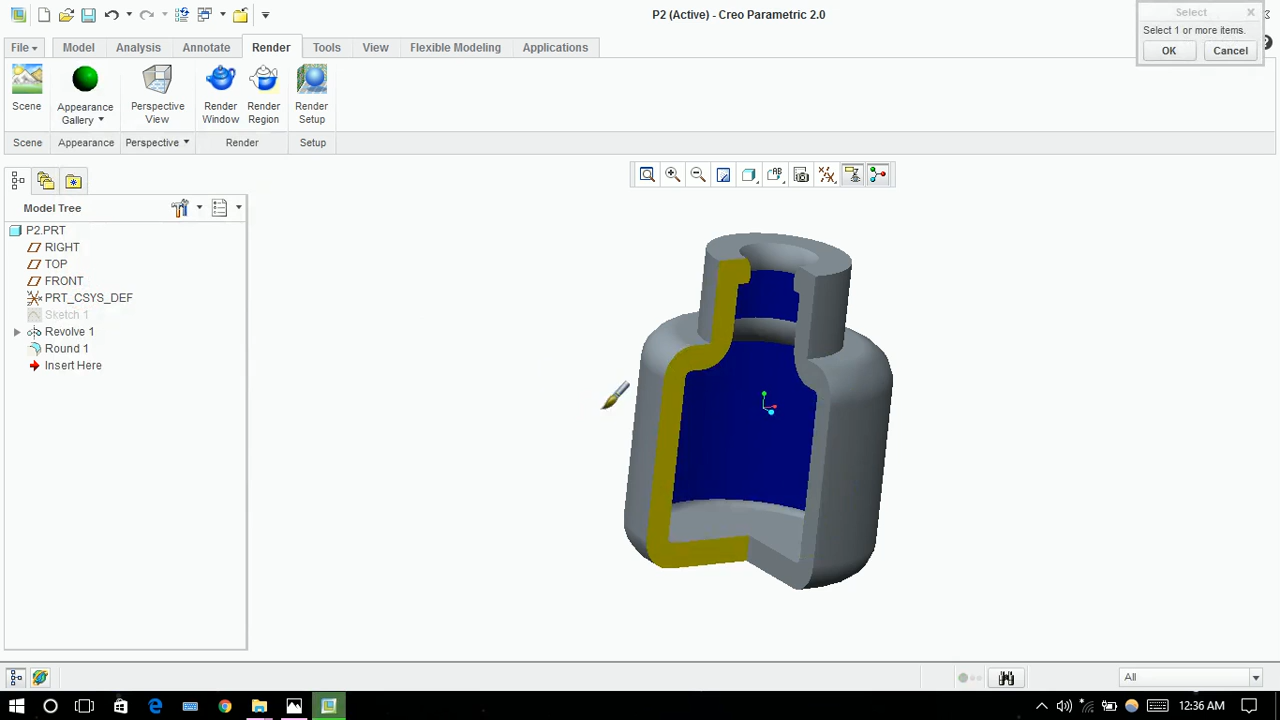 P2 (Active) - Creo Parametric 2.0
Select
Select 1 or more items.
OK
Cancel
File
Model
Analysis
Annotate
Render
Tools
View
Flexible Modeling
Applications
Scene
Appearance Gallery
Perspective View
Render Window
Render Region
Render Setup
Scene
Appearance
Perspective
Render
Setup
Model Tree
P2.PRT
RIGHT
TOP
FRONT
PRT_CSYS_DEF
Sketch 1
Revolve 1
Round 1
Insert Here
All
12:36 AM